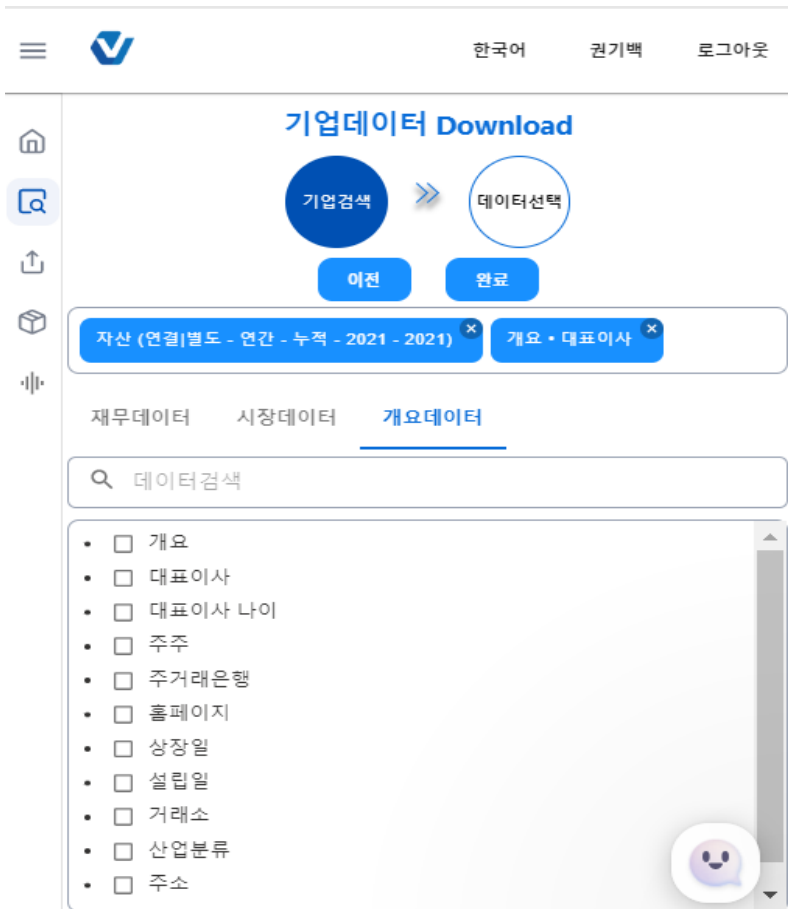 한국어 권기백 로그아웃
기업데이터 Download
기업검색 데이터선택
이전 완료
자산 (연결|별도 - 연간 - 누적 - 2021 - 2021) 개요 • 대표이사
재무데이터 시장데이터 개요데이터
데이터검색
개요
대표이사
대표이사 나이
주주
주거래은행
홈페이지
상장일
설립일
거래소
산업분류
주소